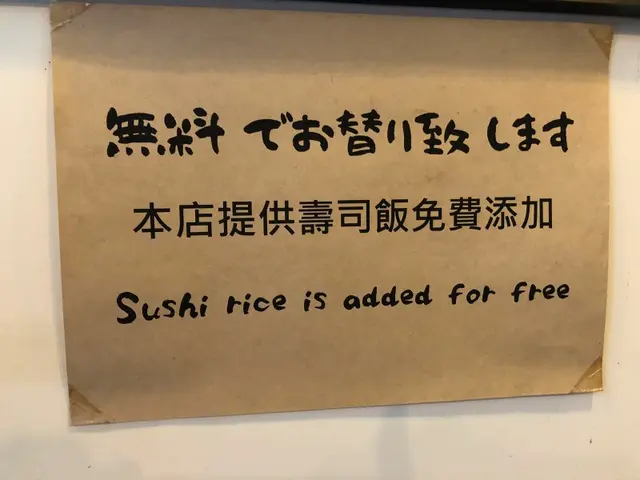 無料でお替り致します
本店提供壽司飯免費添加
Sushi rice is added for free